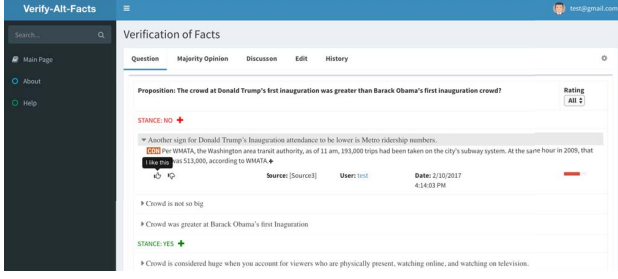 Verify-Alt-Facts
test@gmail.com
Search...
Verification of Facts
Main Page
About
Help
Question Majority Opinion Discusson Edit History
Proposition: The crowd at Donald Trump's first inauguration was greater than Barack Obama's first inauguration crowd?
Rating
All
STANCE: NO
Another sign for Donald Trump's Inauguration attendance to be lower is Metro ridership numbers.
CON Per WMATA, the Washington area transit authority, as of 11 am, 193,000 trips had been taken on the city's subway system. At the same hour in 2009, that
was 513,000, according to WMATA.
I like this
Source: [Source3] User: test Date: 2/10/2017
4:14:03 PM
Crowd is not so big
Crowd was greater at Barack Obama's first Inaguration
STANCE: YES
Crowd is considered huge when you account for viewers who are physically present, watching online, and watching on television.